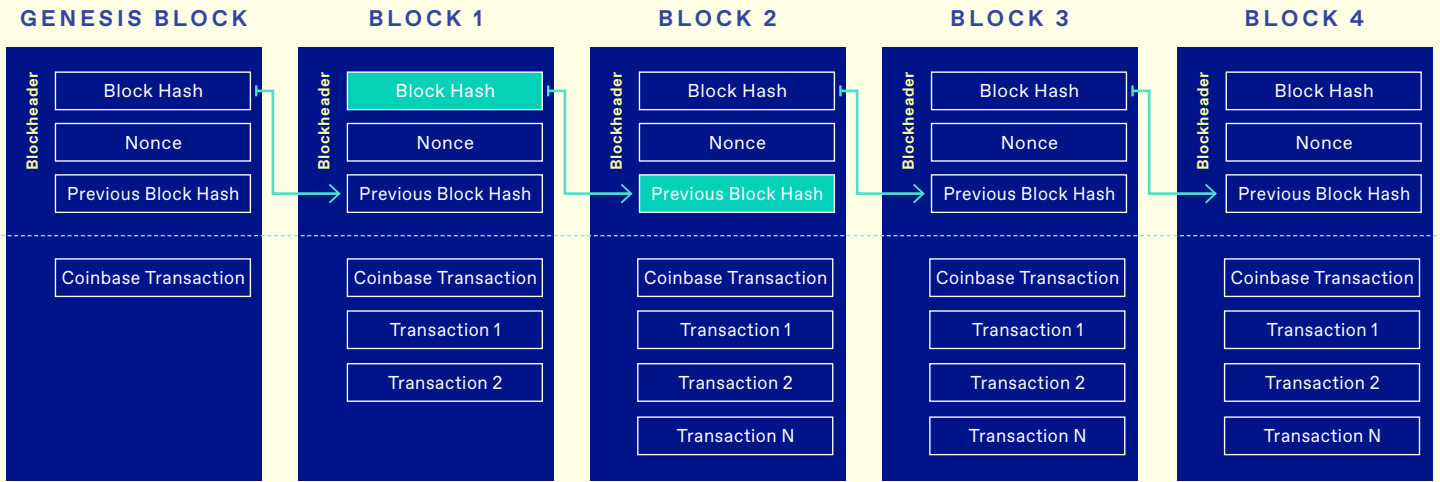 GENESIS BLOCK
Blockheader
Block Hash
Nonce
Previous Block Hash
Coinbase Transaction
BLOCK 1
Blockheader
Block Hash
Nonce
Previous Block Hash
Coinbase Transaction
Transaction 1
Transaction 2
BLOCK 2
Blockheader
Block Hash
Nonce
Previous Block Hash
Coinbase Transaction
Transaction 1
Transaction 2
Transaction N
BLOCK 3
Blockheader
Block Hash
Nonce
Previous Block Hash
Coinbase Transaction
Transaction 1
Transaction 2
Transaction N
BLOCK 4
Blockheader
Block Hash
Nonce
Previous Block Hash
Coinbase Transaction
Transaction 1
Transaction 2
Transaction N